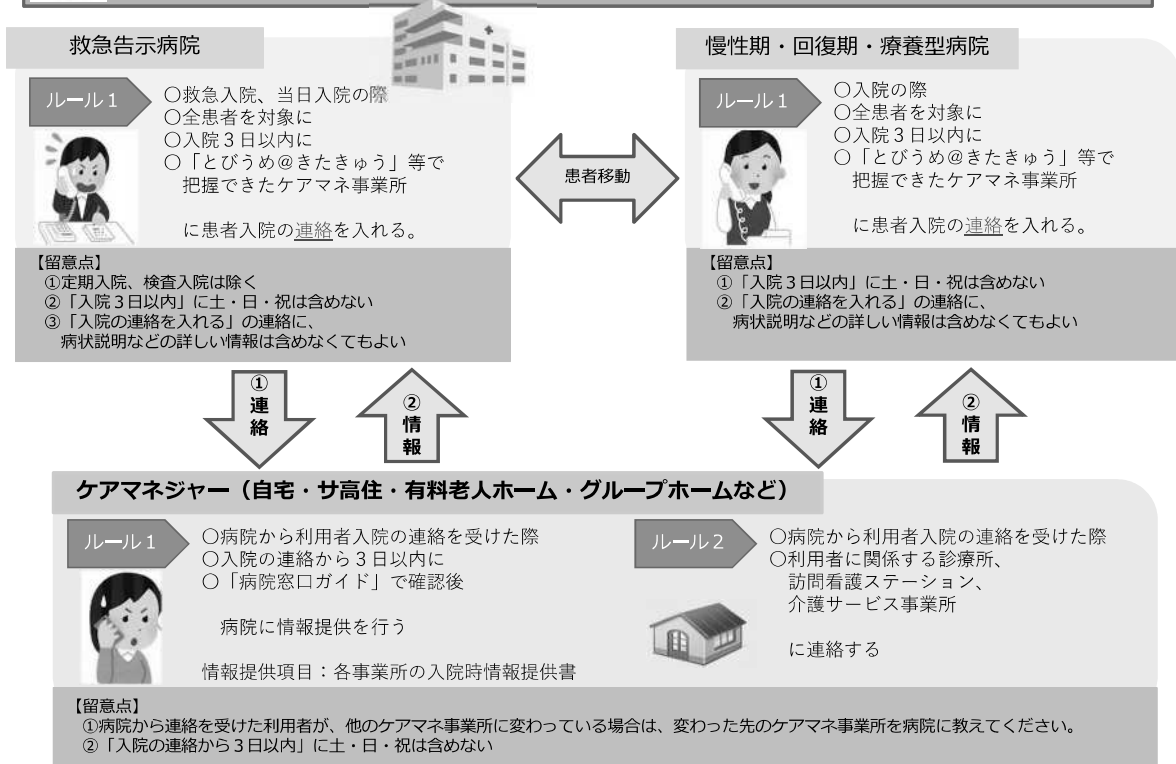 救急告示病院
ルール１
○救急入院、当日入院の際
○全患者を対象に
○入院３日以内に
○「とびうめ@きたきゅう」等で
把握できたケアマネ事業所
に患者入院の連絡を入れる。
【留意点】
①定期入院、検査入院は除く
②「入院３日以内」に土・日・祝は含めない
③「入院の連絡を入れる」の連絡に、
病状説明などの詳しい情報は含めなくてもよい
患者移動
慢性期・回復期・療養型病院
ルール１
○入院の際
○全患者を対象に
○入院３日以内に
○「とびうめ@きたきゅう」等で
把握できたケアマネ事業所
に患者入院の連絡を入れる。
【留意点】
①「入院３日以内」に土・日・祝は含めない
②「入院の連絡を入れる」の連絡に、
病状説明などの詳しい情報は含めなくてもよい
①連絡
②情報
①連絡
②情報
ケアマネジャー（自宅・サ高住・有料老人ホーム・グループホームなど）
ルール１
○病院から利用者入院の連絡を受けた際
○入院の連絡から３日以内に
○「病院窓口ガイド」で確認後
病院に情報提供を行う
情報提供項目：各事業所の入院時情報提供書
ルール２
○病院から利用者入院の連絡を受けた際
○利用者に関係する診療所、
訪問看護ステーション、
介護サービス事業所
に連絡する
【留意点】
①病院から連絡を受けた利用者が、他のケアマネ事業所に変わっている場合は、変わった先のケアマネ事業所を病院に教えてください。
②「入院の連絡から３日以内」に土・日・祝は含めない